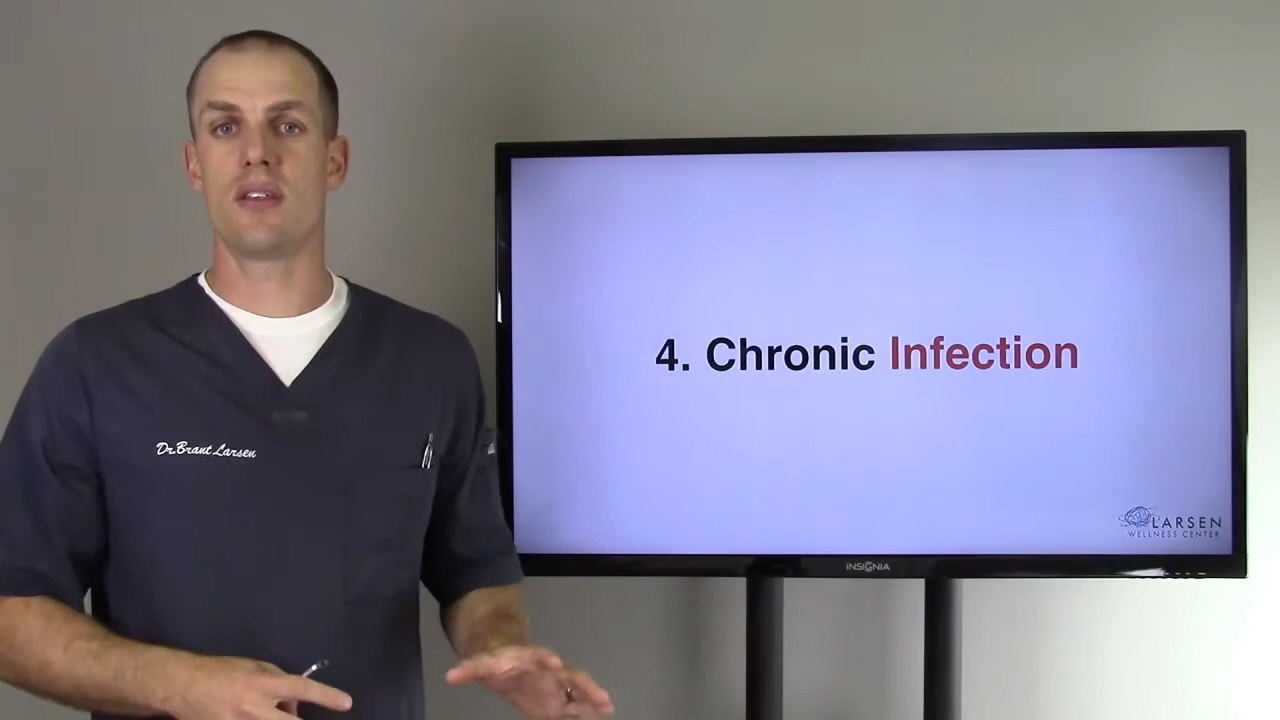 Dr. Brant Larsen
4. Chronic Infection
LARSEN
WELLNESS CENTER
INSIGNIA